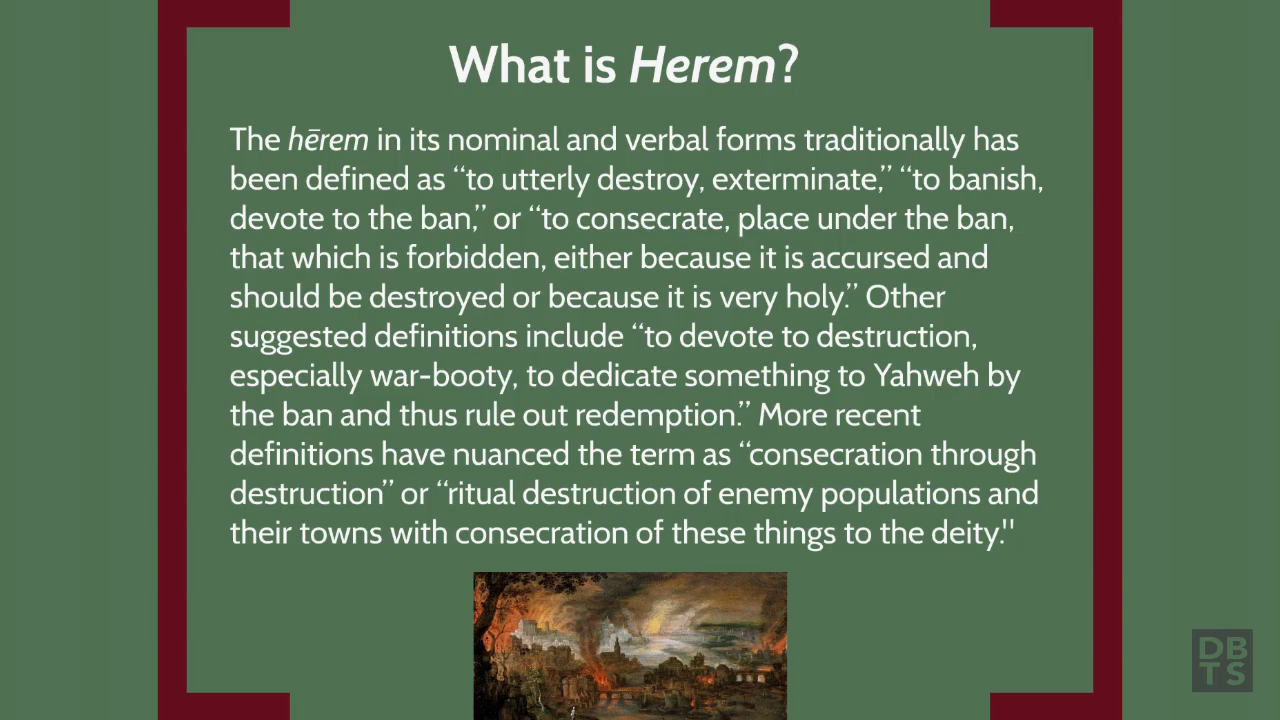 What is Herem?
The hērem in its nominal and verbal forms traditionally has
been defined as “to utterly destroy, exterminate,” “to banish,
devote to the ban,” or “to consecrate, place under the ban,
that which is forbidden, either because it is accursed and
should be destroyed or because it is very holy.” Other
suggested definitions include “to devote to destruction,
especially war-booty, to dedicate something to Yahweh by
the ban and thus rule out redemption.” More recent
definitions have nuanced the term as “consecration through
destruction” or “ritual destruction of enemy populations and
their towns with consecration of these things to the deity."
DB
TS